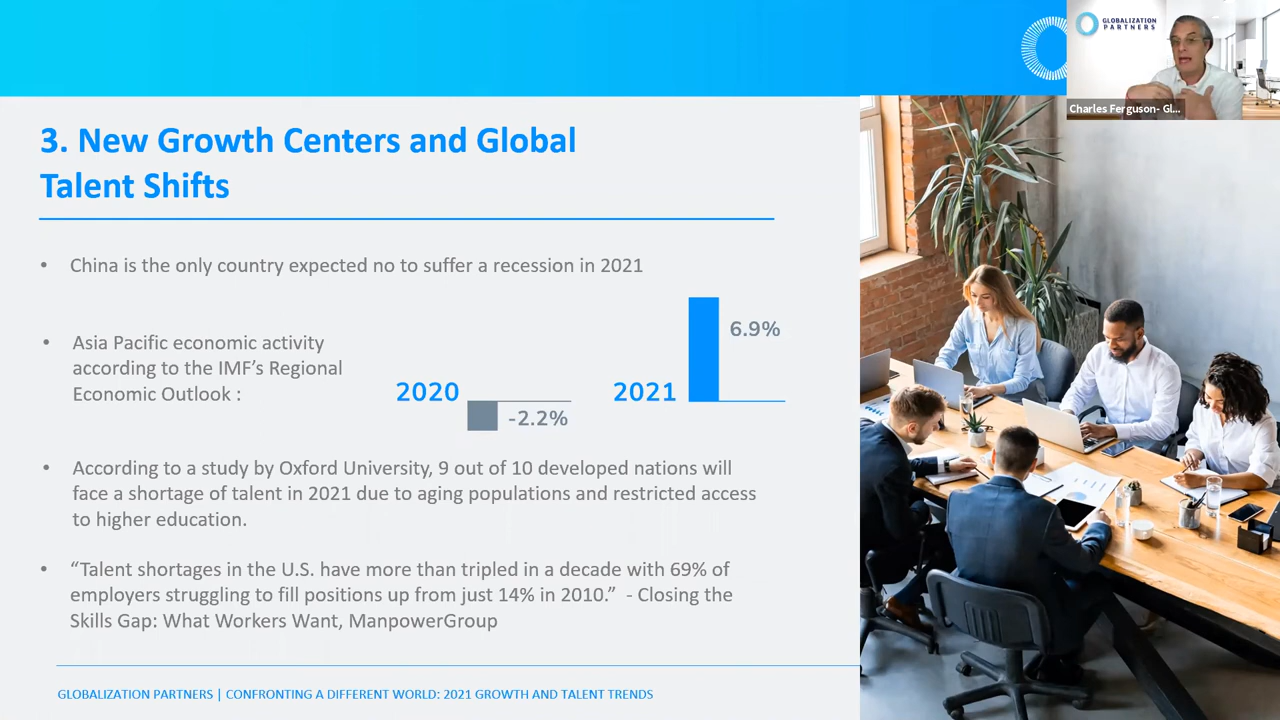 GLOBALIZATION
PARTNERS
Charles Ferguson- Gl...
3. New Growth Centers and Global
Talent Shifts
• China is the only country expected no to suffer a recession in 2021
• Asia Pacific economic activity
according to the IMF’s Regional
Economic Outlook :
2020
-2.2%
2021
6.9%
• According to a study by Oxford University, 9 out of 10 developed nations will
face a shortage of talent in 2021 due to aging populations and restricted access
to higher education.
• “Talent shortages in the U.S. have more than tripled in a decade with 69% of
employers struggling to fill positions up from just 14% in 2010.” - Closing the
Skills Gap: What Workers Want, ManpowerGroup
GLOBALIZATION PARTNERS | CONFRONTING A DIFFERENT WORLD: 2021 GROWTH AND TALENT TRENDS